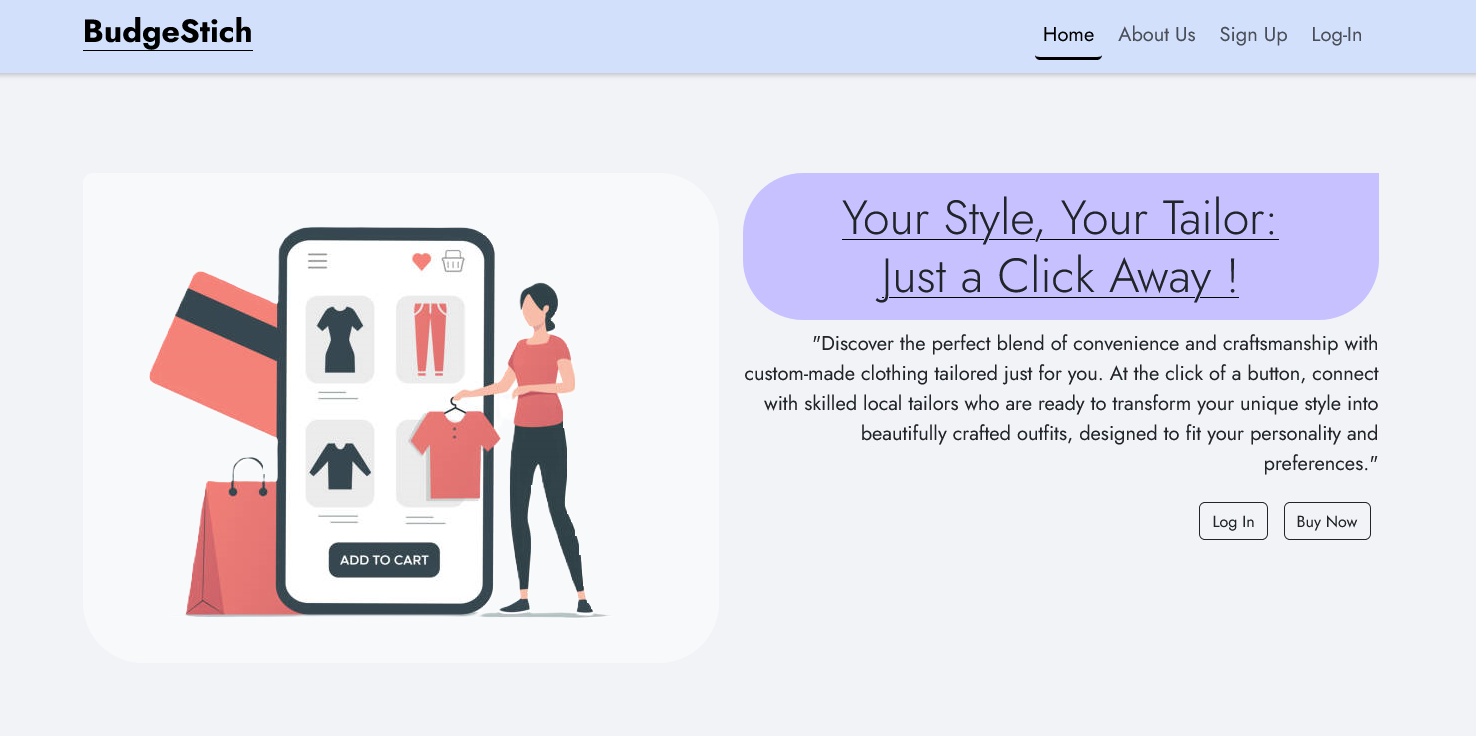 BudgeStich
Home About Us Sign Up Log-In
Your Style, Your Tailor:
Just a Click Away !
"Discover the perfect blend of convenience and craftsmanship with
custom-made clothing tailored just for you. At the click of a button, connect
with skilled local tailors who are ready to transform your unique style into
beautifully crafted outfits, designed to fit your personality and
preferences."
Log In Buy Now
ADD TO CART